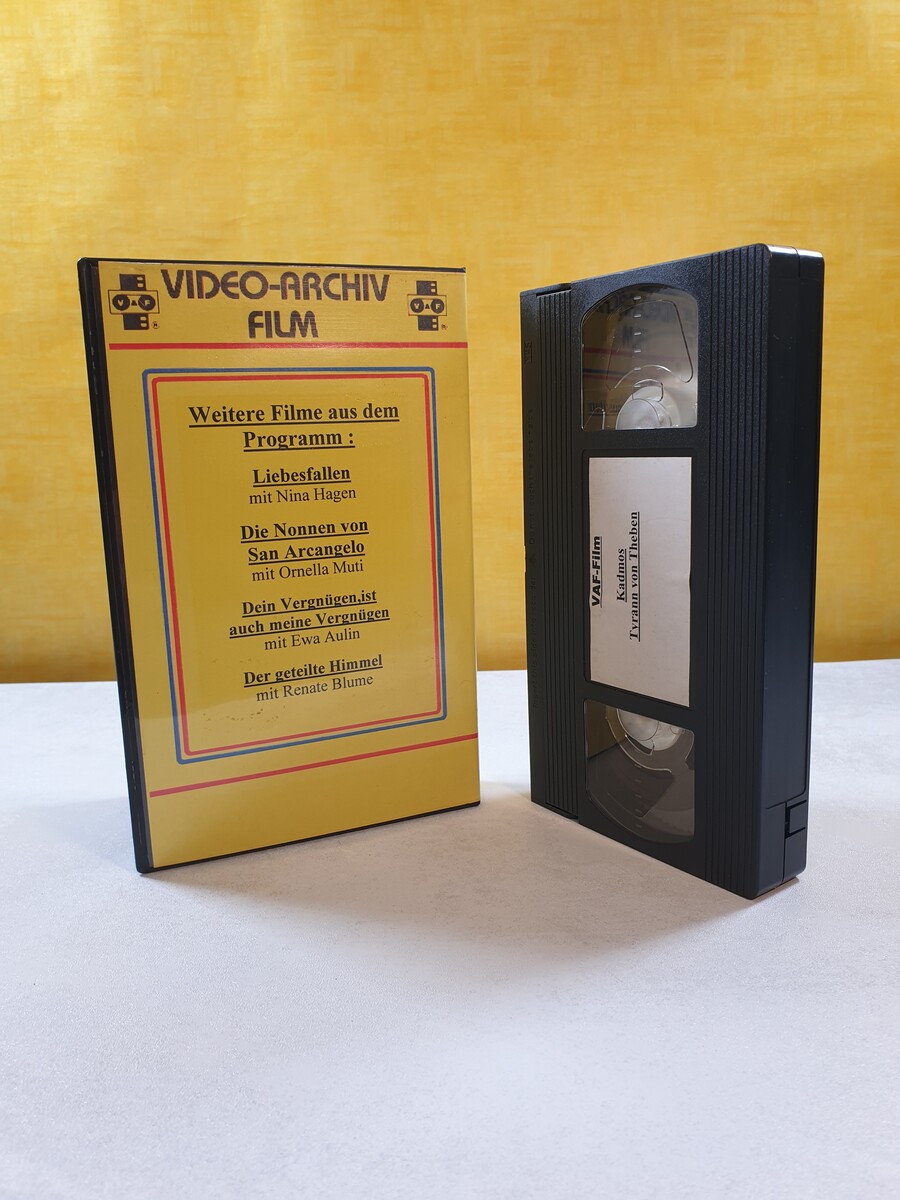 VIDEO-ARCHIV
FILM
VAF
VAF
Weitere Filme aus dem
Programm :
Liebesfallen
mit Nina Hagen
Die Nonnen von
San Arcangelo
mit Ornella Muti
Dein Vergnügen,ist
auch meine Vergnügen
mit Ewa Aulin
Der geteilte Himmel
mit Renate Blume
VAF-Film
Kadmos
Tyrann von Theben